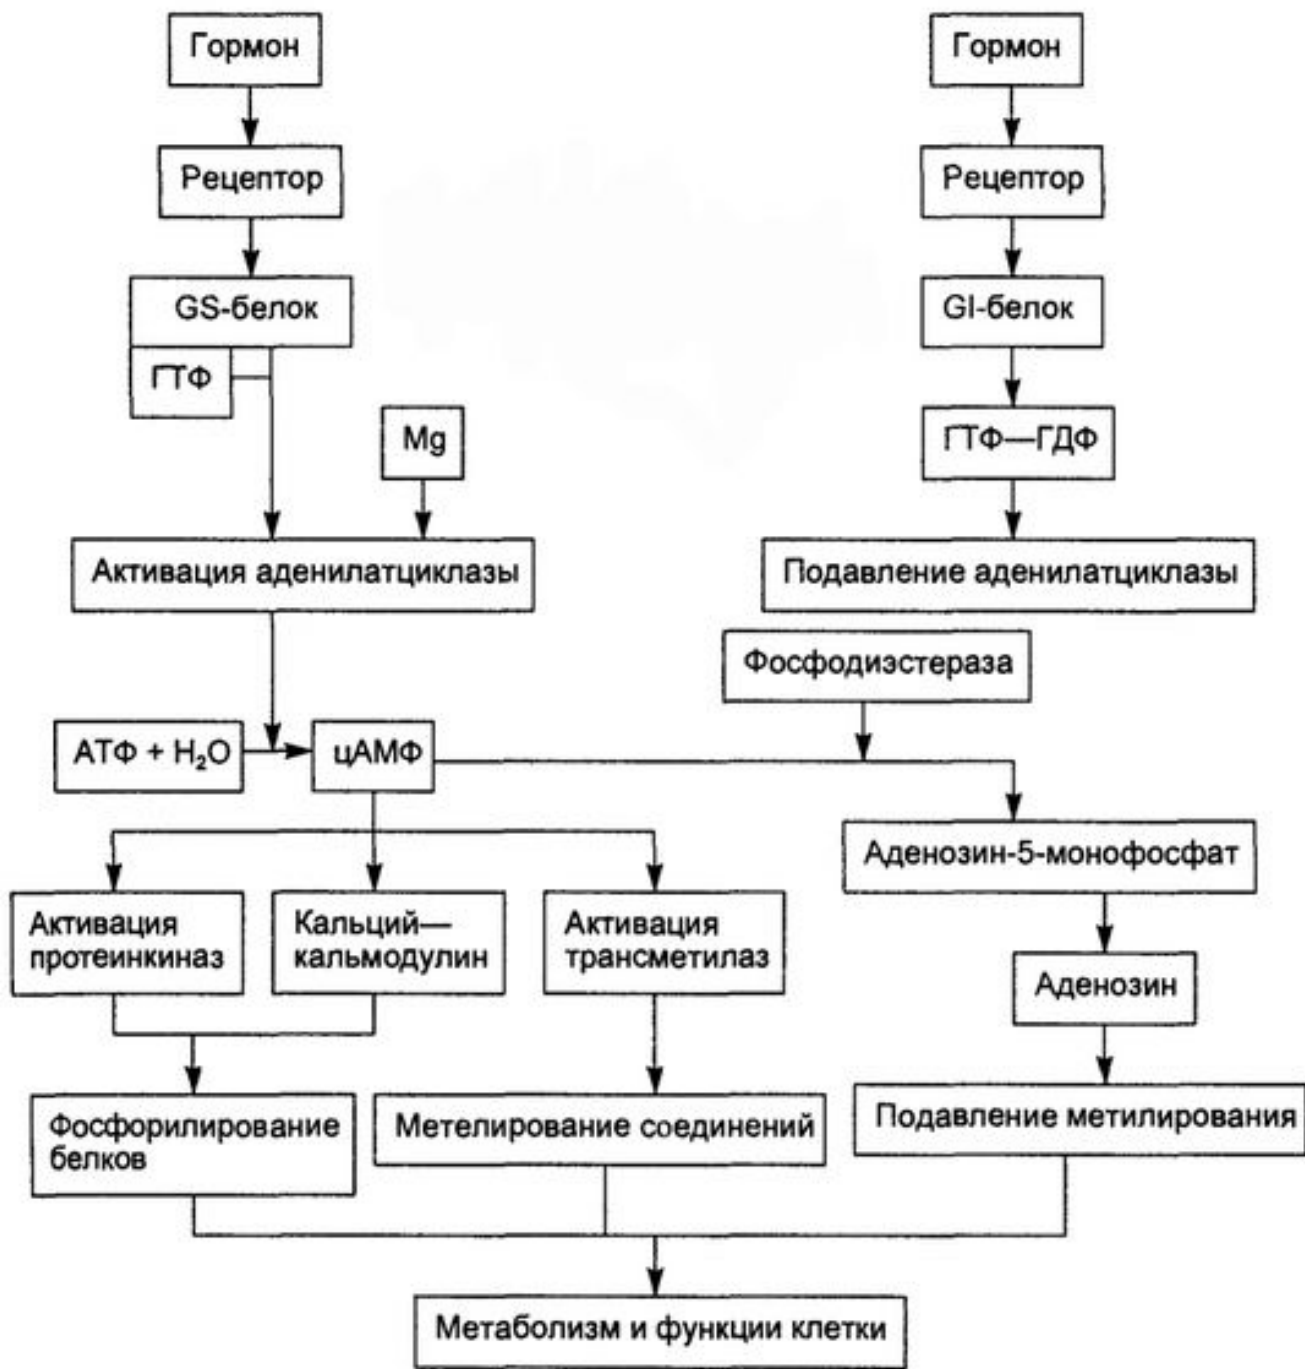 Гормон
Гормон
Рецептор
Рецептор
GS-белок
GI-белок
ГТФ
Mg
ГТФ—ГДФ
Активация аденилатциклазы
Подавление аденилатциклазы
Фосфодиэстераза
АТФ + H₂O
цАМФ
Аденозин-5-монофосфат
Активация
протеинкиназ
Кальций—
кальмодулин
Активация
трансметилаз
Аденозин
Фосфорилирование
белков
Метелирование соединений
Подавление метилирования
Метаболизм и функции клетки